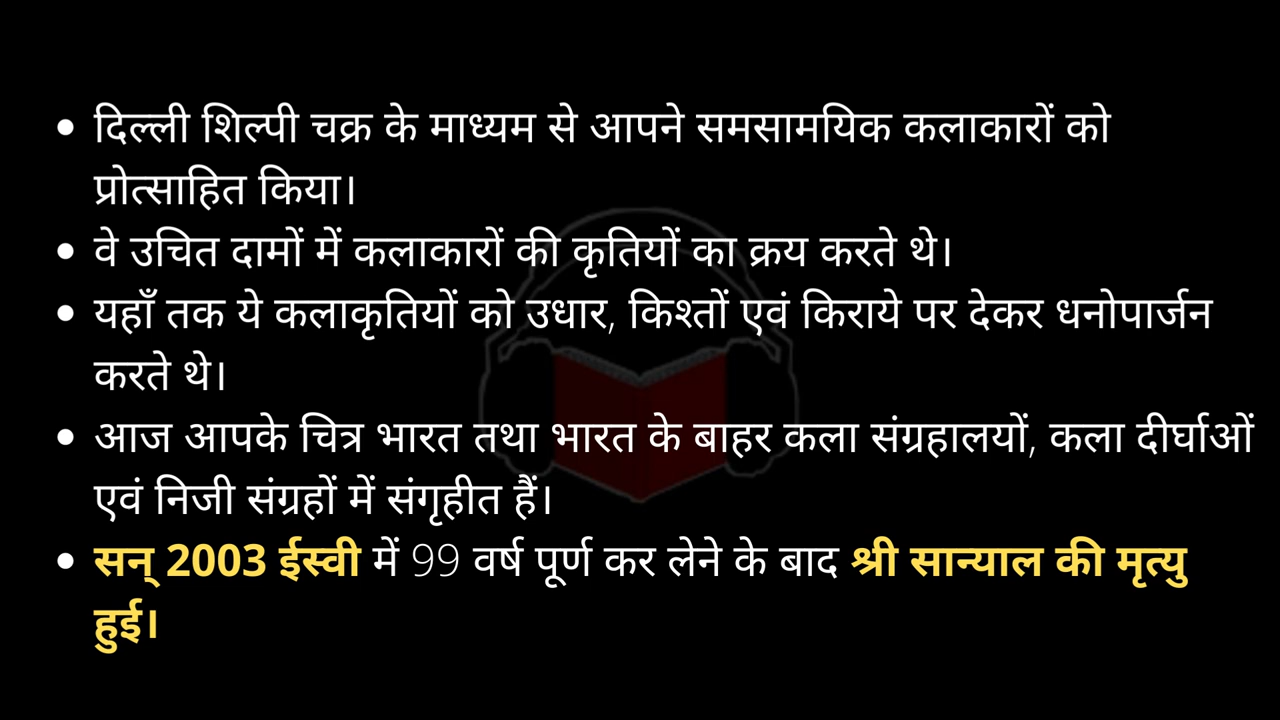 • दिल्ली शिल्पी चक्र के माध्यम से आपने समसामयिक कलाकारों को
प्रोत्साहित किया।
• वे उचित दामों में कलाकारों की कृतियों का क्रय करते थे।
• यहाँ तक ये कलाकृतियों को उधार, किश्तों एवं किराये पर देकर धनोपार्जन
करते थे।
• आज आपके चित्र भारत तथा भारत के बाहर कला संग्रहालयों, कला दीर्घाओं
एवं निजी संग्रहों में संगृहीत हैं।
• सन् 2003 ईस्वी में 99 वर्ष पूर्ण कर लेने के बाद श्री सान्याल की मृत्यु
हुई।